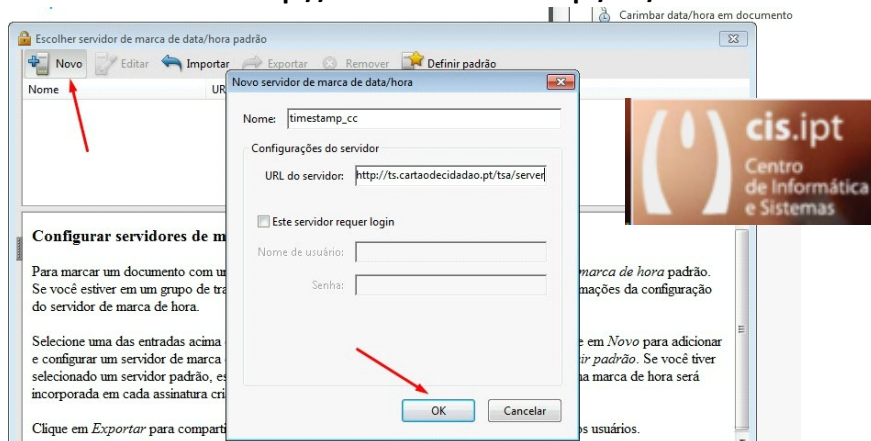 Carimbar data/hora em documento
Escolher servidor de marca de data/hora padrão
Novo Editar Importar Exportar Remover Definir padrão
Nome UR
Novo servidor de marca de data/hora
Nome: timestamp_cc
Configurações do servidor
URL do servidor: http://ts.cartaodecidadao.pt/tsa/server
Este servidor requer login
Nome de usuário:
Senha:
OK Cancelar
cis.ipt
Centro
de Informática
e Sistemas
Configurar servidores de m
Para marcar um documento com um marca de hora padrão.
Se você estiver em um grupo de tra mações da configuração
do servidor de marca de hora.
Selecione uma das entradas acima e em Novo para adicionar
e configurar um servidor de marca ir padrão. Se você tiver
selecionado um servidor padrão, es na marca de hora será
incorporada em cada assinatura cri
Clique em Exportar para comparti os usuários.